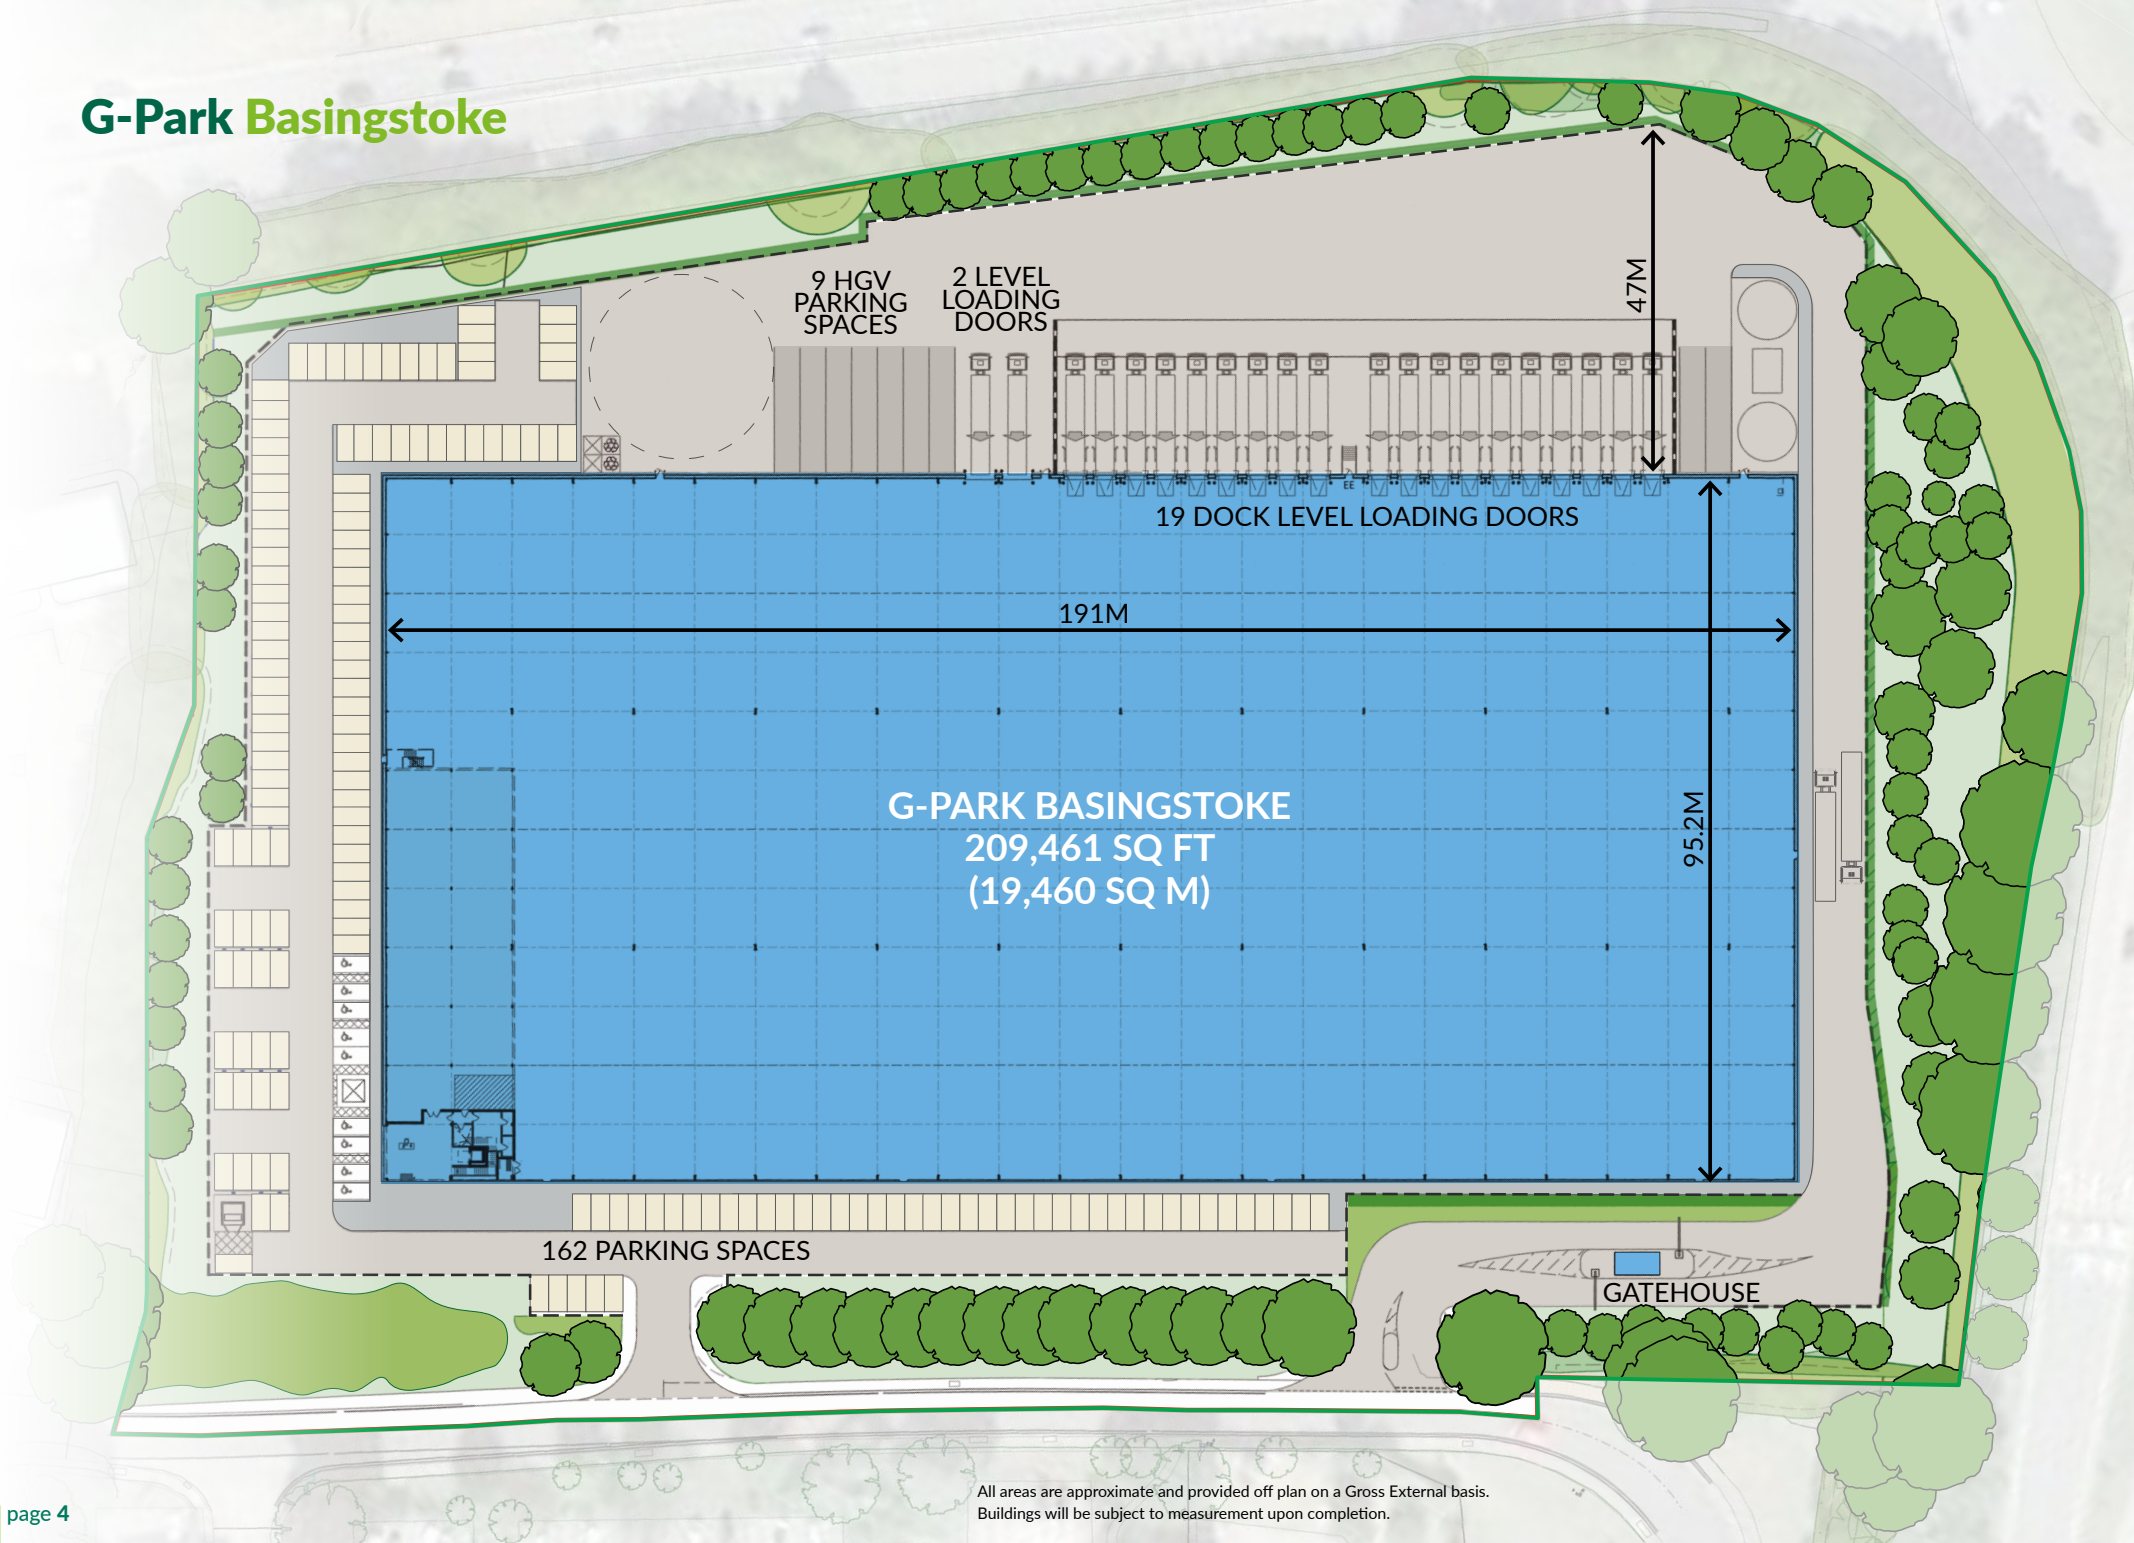 G-Park Basingstoke
9 HGV
PARKING
SPACES
2 LEVEL
LOADING
DOORS
47M
EE
19 DOCK LEVEL LOADING DOORS
191M
95.2M
G-PARK BASINGSTOKE
209,461 SQ FT
(19,460 SQ M)
162 PARKING SPACES
GATEHOUSE
All areas are approximate and provided off plan on a Gross External basis.
Buildings will be subject to measurement upon completion.
page 4